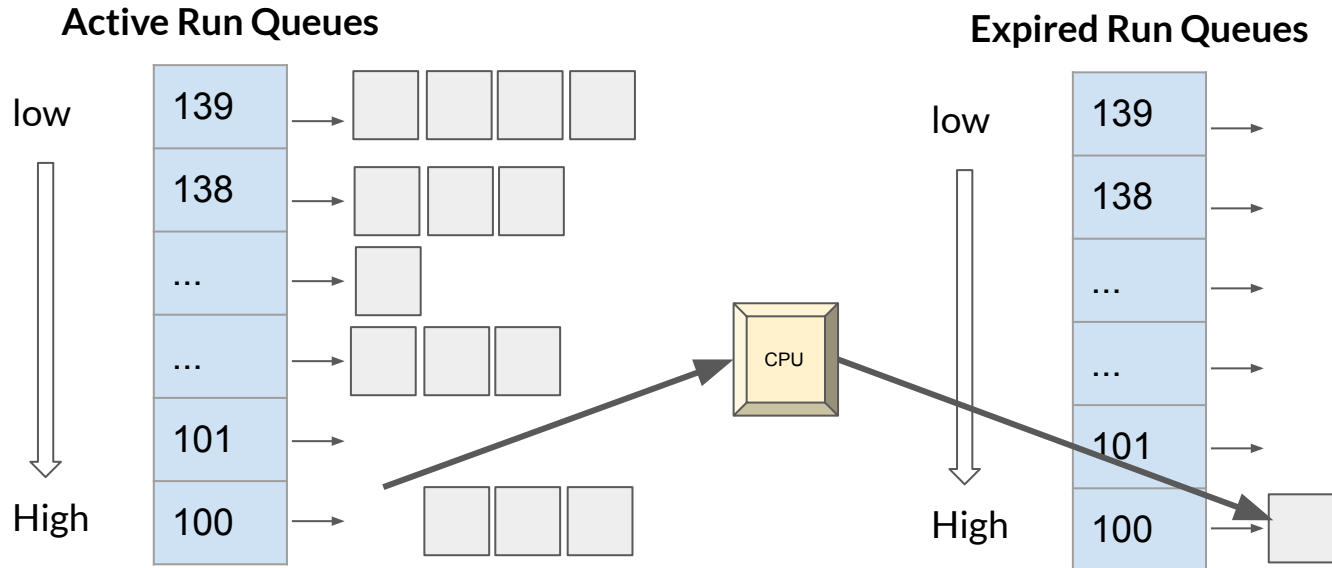 Active Run Queues
low
139
138
...
...
101
High
100
CPU
Expired Run Queues
low
139
138
...
...
101
High
100